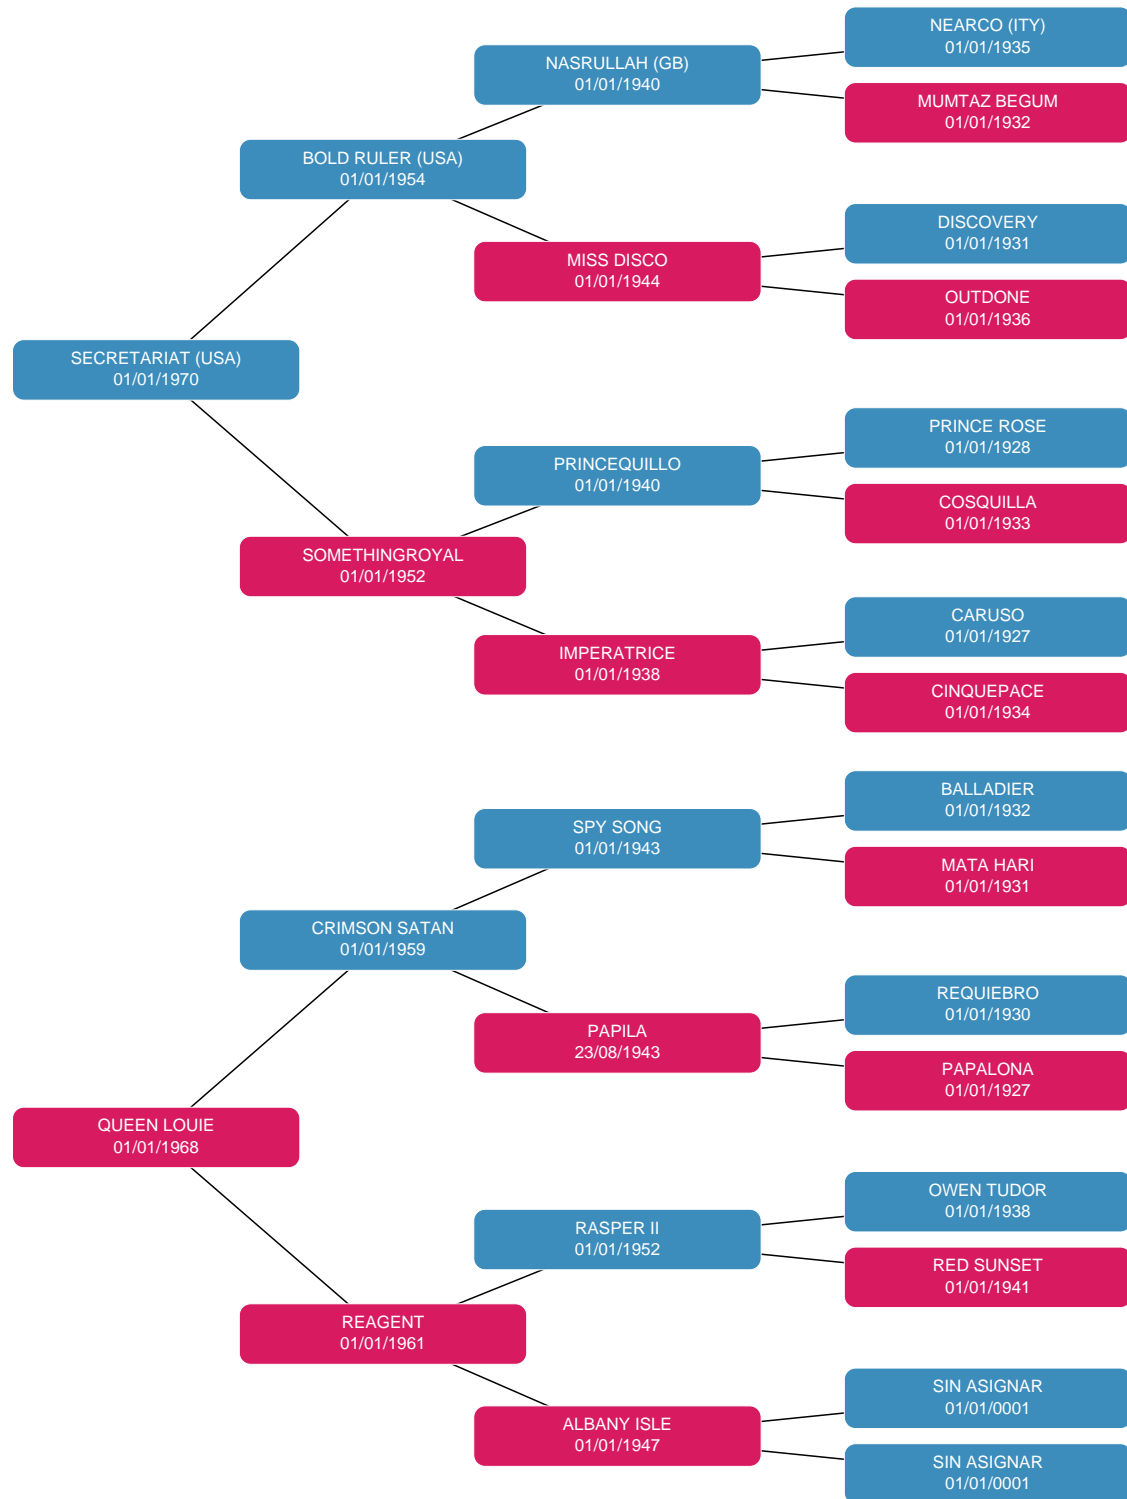 NEARCO (ITY)
01/01/1935
NASRULLAH (GB)
01/01/1940
MUMTAZ BEGUM
01/01/1932
BOLD RULER (USA)
01/01/1954
DISCOVERY
01/01/1931
MISS DISCO
01/01/1944
OUTDONE
01/01/1936
SECRETARIAT (USA)
01/01/1970
PRINCE ROSE
01/01/1928
PRINCEQUILLO
01/01/1940
COSQUILLA
01/01/1933
SOMETHINGROYAL
01/01/1952
CARUSO
01/01/1927
IMPERATRICE
01/01/1938
CINQUEPACE
01/01/1934
BALLADIER
01/01/1932
SPY SONG
01/01/1943
MATA HARI
01/01/1931
CRIMSON SATAN
01/01/1959
REQUIEBRO
01/01/1930
PAPILA
23/08/1943
PAPALONA
01/01/1927
QUEEN LOUIE
01/01/1968
OWEN TUDOR
01/01/1938
RASPER II
01/01/1952
RED SUNSET
01/01/1941
REAGENT
01/01/1961
SIN ASIGNAR
01/01/0001
ALBANY ISLE
01/01/1947
SIN ASIGNAR
01/01/0001